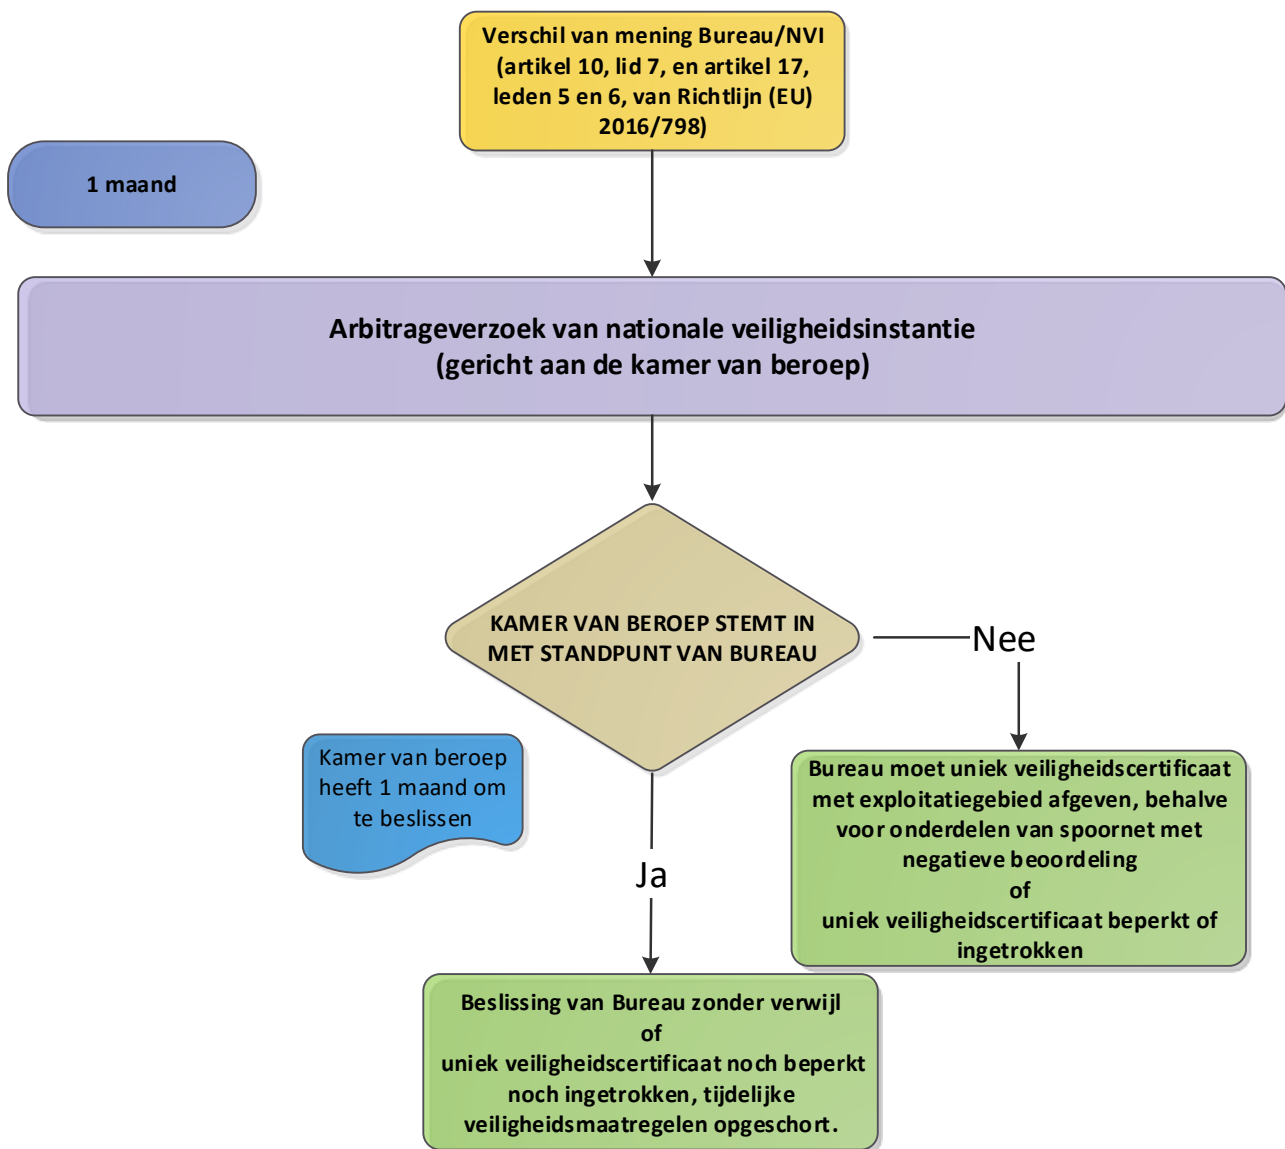 Verschil van mening Bureau/NVI
(artikel 10, lid 7, en artikel 17,
leden 5 en 6, van Richtlijn (EU)
2016/798)
1 maand
Arbitrageverzoek van nationale veiligheidsinstantie
(gericht aan de kamer van beroep)
KAMER VAN BEROEP STEMT IN
MET STANDPUNT VAN BUREAU
Nee
Kamer van beroep
heeft 1 maand om
te beslissen
Bureau moet uniek veiligheidscertificaat
met exploitatiegebied afgeven, behalve
voor onderdelen van spoornet met
negatieve beoordeling
of
uniek veiligheidscertificaat beperkt of
ingetrokken
Ja
Beslissing van Bureau zonder verwijl
of
uniek veiligheidscertificaat noch beperkt
noch ingetrokken, tijdelijke
veiligheidsmaatregelen opgeschort.